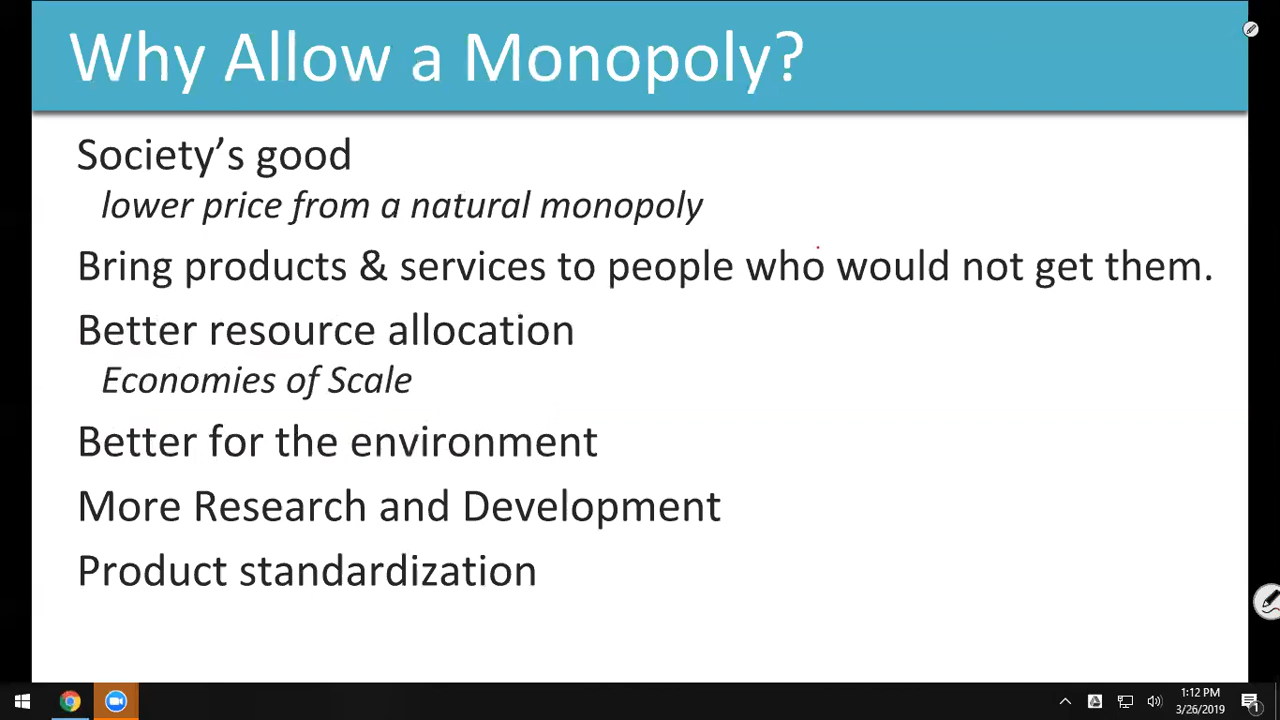 Why Allow a Monopoly?
Society’s good
lower price from a natural monopoly
Bring products & services to people who would not get them.
Better resource allocation
Economies of Scale
Better for the environment
More Research and Development
Product standardization
1:12 PM
3/26/2019
1